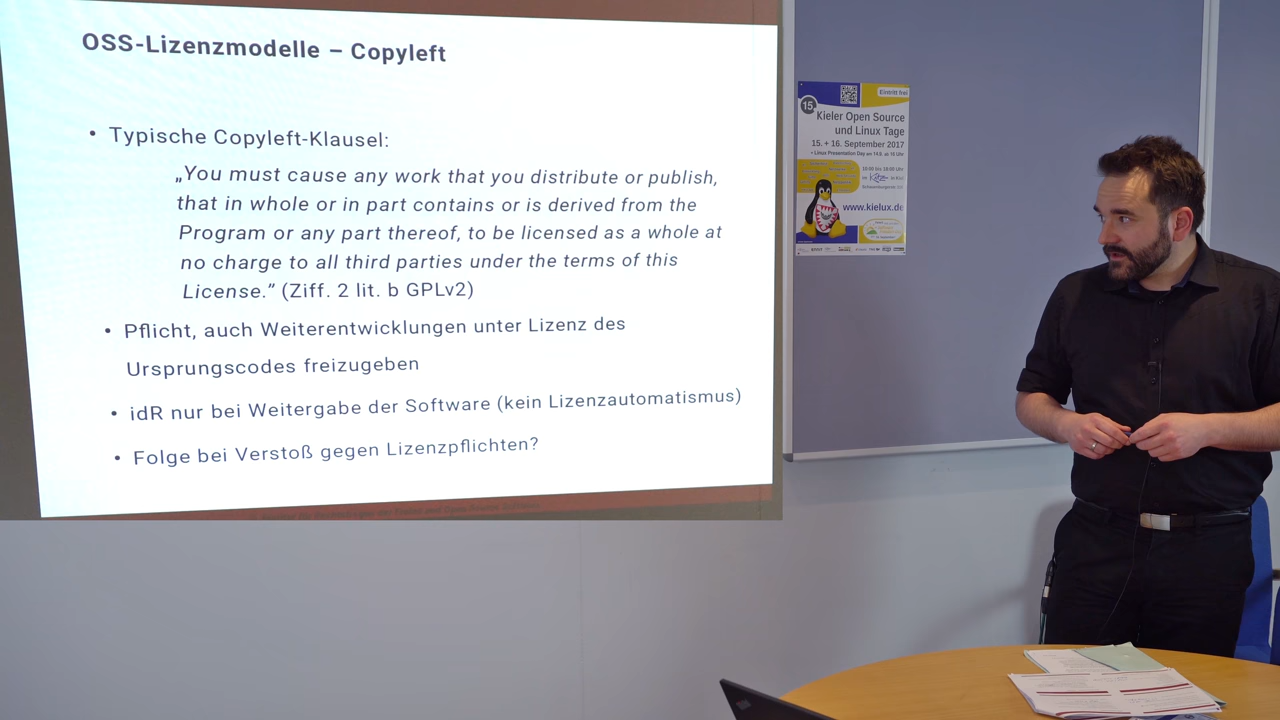 OSS-Lizenzmodelle – Copyleft
• Typische Copyleft-Klausel:
„You must cause any work that you distribute or publish,
that in whole or in part contains or is derived from the
Program or any part thereof, to be licensed as a whole at
no charge to all third parties under the terms of this
License.” (Ziff. 2 lit. b GPLv2)
• Pflicht, auch Weiterentwicklungen unter Lizenz des
Ursprungscodes freizugeben
• idR nur bei Weitergabe der Software (kein Lizenzautomatismus)
• Folge bei Verstoß gegen Lizenzpflichten?
Eintritt frei
15.
Kieler Open Source
und Linux Tage
15. + 16. September 2017
www.kielux.de